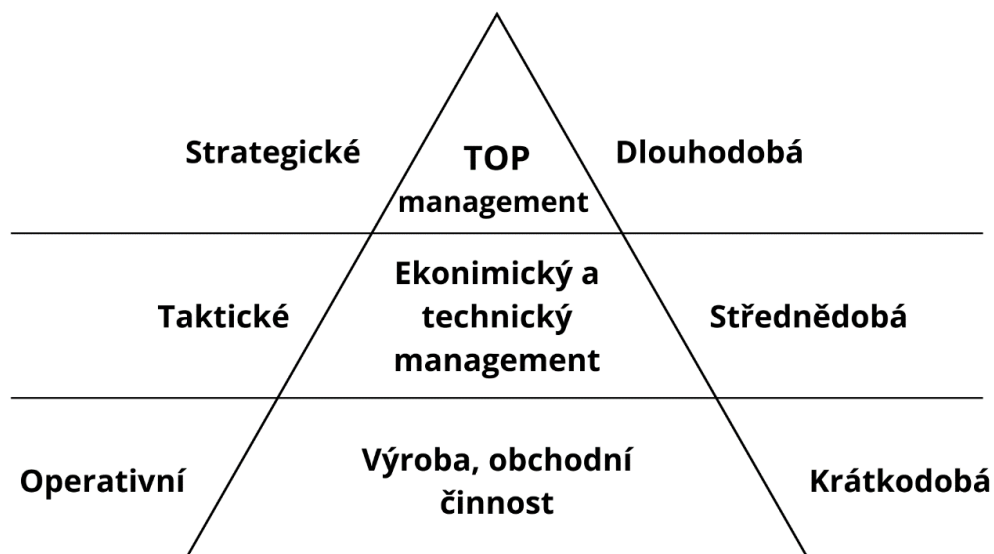 Strategické
TOP
management
Dlouhodobá
Taktické
Ekonimický a
technický
management
Střednědobá
Operativní
Výroba, obchodní
činnost
Krátkodobá